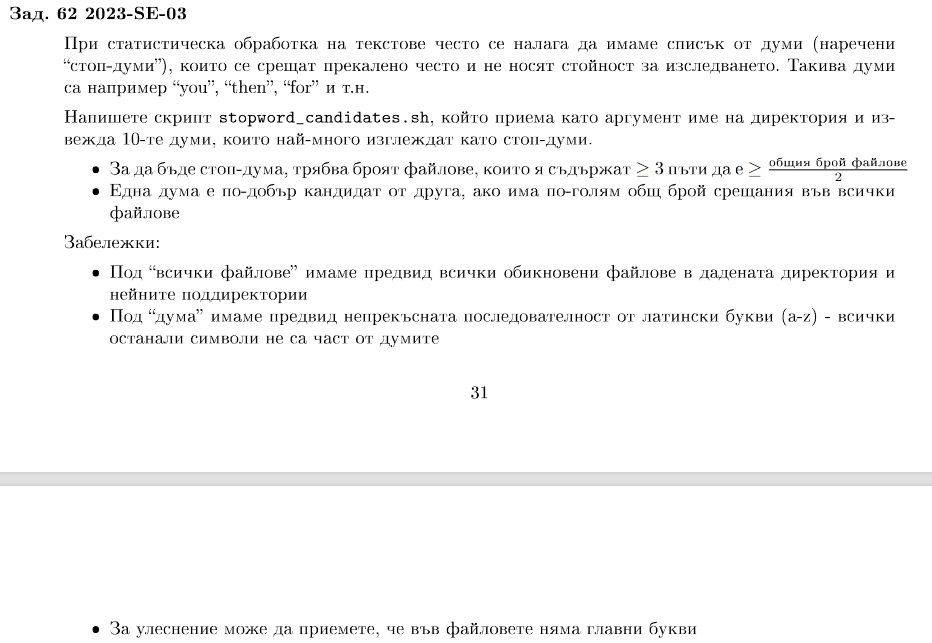 Зад. 62 2023-SE-03
При статистическа обработка на текстове често се налага да имаме списък от думи (наречени
“стоп-думи”), които се срещат прекалено често и не носят стойност за изследването. Такива думи
са например “you”, “then”, “for” и т.н.
Напишете скрипт stopword_candidates.sh, който приема като аргумент име на директория и из-
вежда 10-те думи, които най-много изглеждат като стоп-думи.
• За да бъде стоп-дума, трябва броят файлове, които я съдържат ≥ 3 пъти да е ≥ общия брой файлове / 2
• Една дума е по-добър кандидат от друга, ако има по-голям общ брой срещания във всички
файлове
Забележки:
• Под “всички файлове” имаме предвид всички обикновени файлове в дадената директория и
нейните поддиректории
• Под “дума” имаме предвид непрекъсната последователност от латински букви (a-z) - всички
останали символи не са част от думите
31
• За улеснение може да приемете, че във файловете няма главни букви